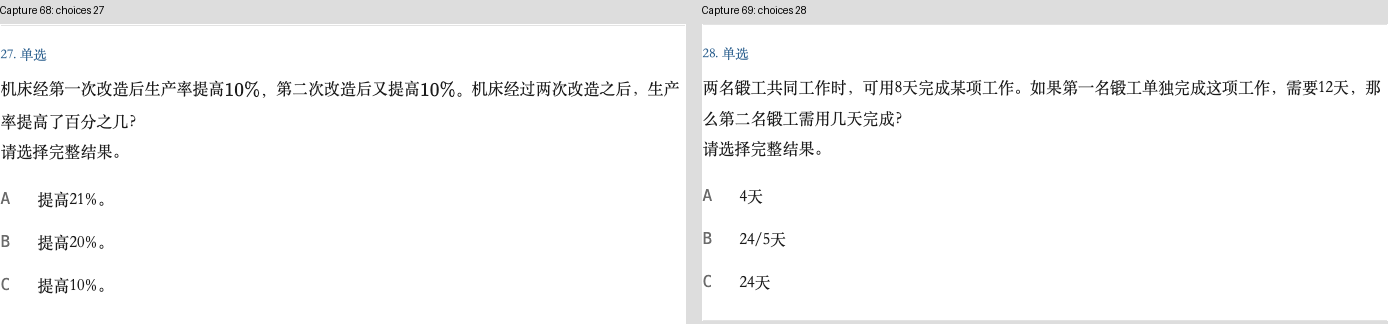 Capture 68: choices 27
27. 单选
机床经第一次改造后生产率提高10%，第二次改造后又提高10%。机床经过两次改造之后，生产
率提高了百分之几？
请选择完整结果。
A 提高21%。
B 提高20%。
C 提高10%。
Capture 69: choices 28
28. 单选
两名锻工共同工作时，可用8天完成某项工作。如果第一名锻工单独完成这项工作，需要12天，那
么第二名锻工需用几天完成？
请选择完整结果。
A 4天
B 24/5天
C 24天